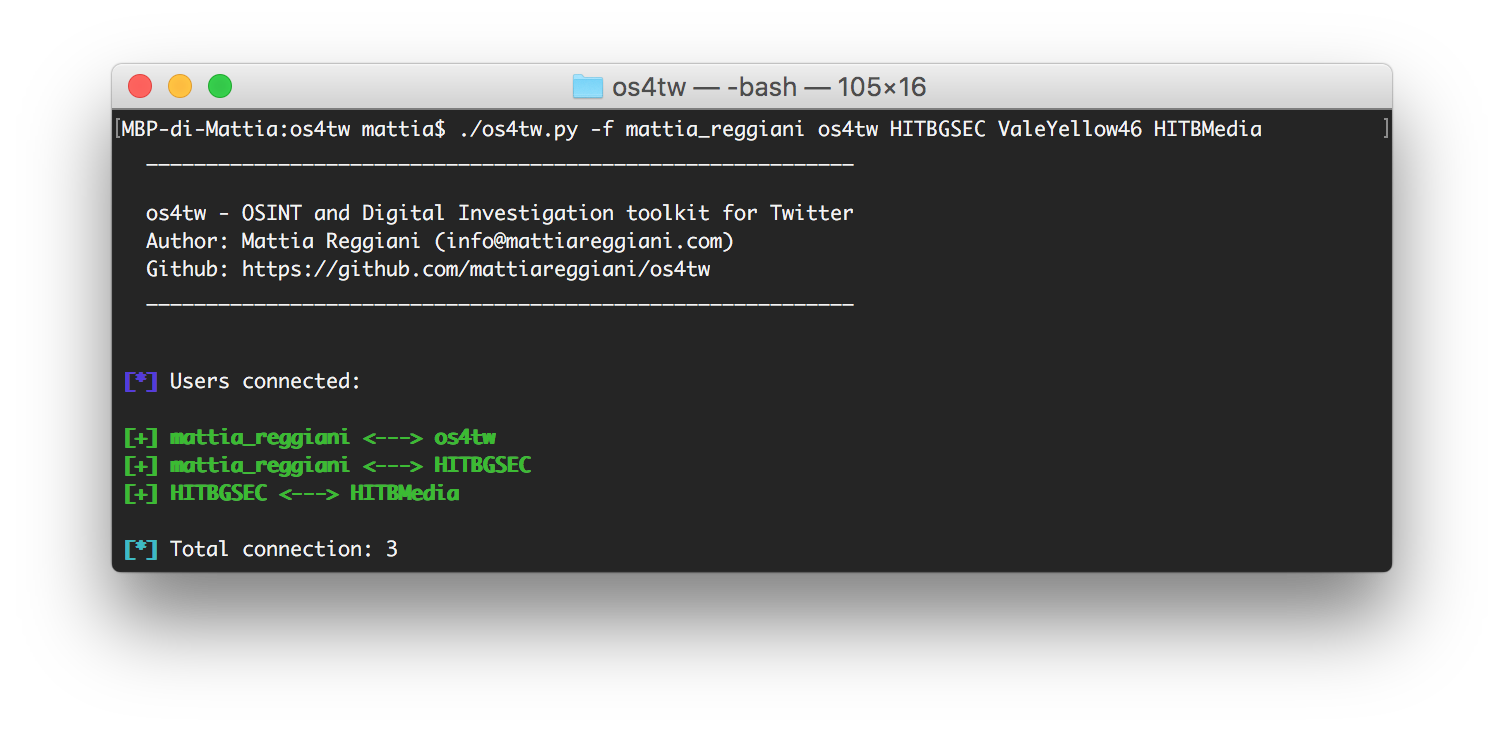 os4tw — -bash — 105×16
[MBP-di-Mattia:os4tw mattia$ ./os4tw.py -f mattia_reggiani os4tw HITBGSEC ValeYellow46 HITBMedia ]
___________________________________________________________
os4tw - OSINT and Digital Investigation toolkit for Twitter
Author: Mattia Reggiani (info@mattiareggiani.com)
Github: https://github.com/mattiareggiani/os4tw
___________________________________________________________
[*] Users connected:
[+] mattia_reggiani <---> os4tw
[+] mattia_reggiani <---> HITBGSEC
[+] HITBGSEC <---> HITBMedia
[*] Total connection: 3